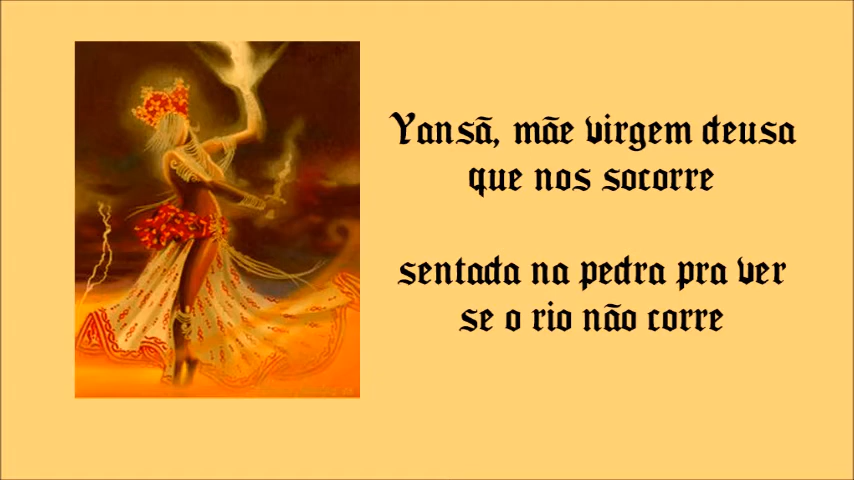 Yansã, mãe virgem deusa
que nos socorre
sentada na pedra pra ver
se o rio não corre